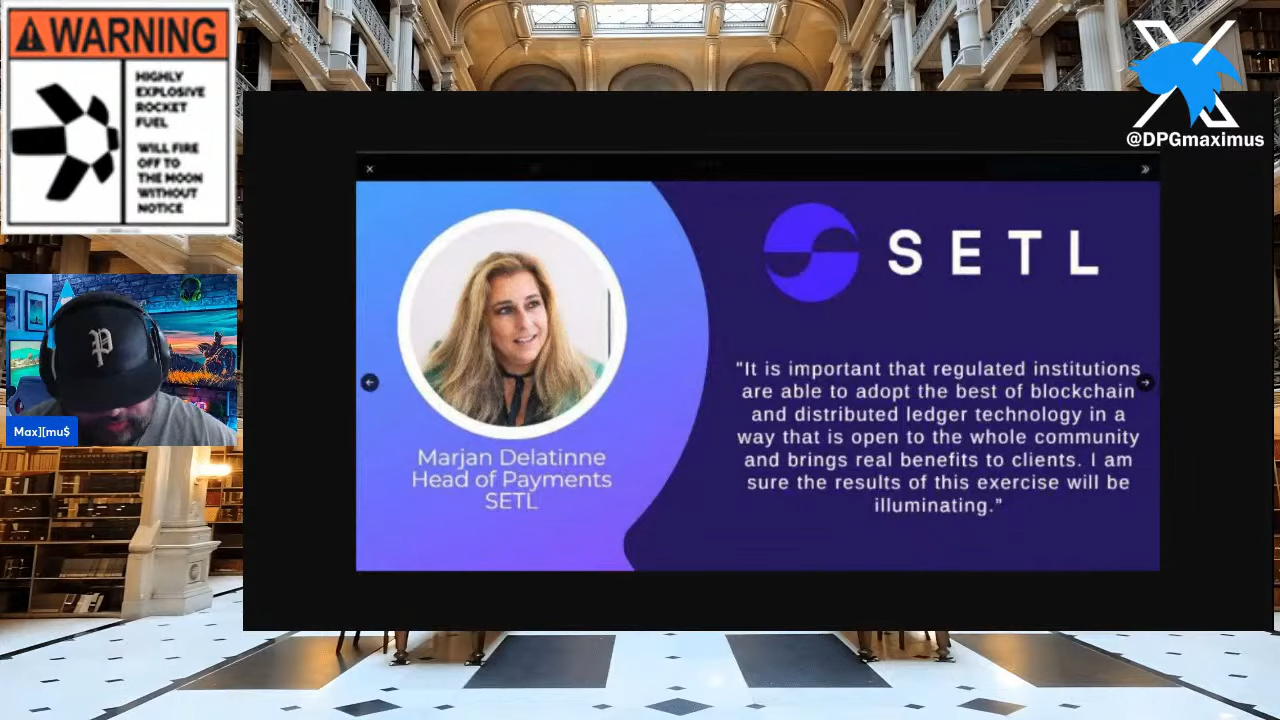 WARNING
HIGHLY
EXPLOSIVE
ROCKET
FUEL
WILL FIRE
OFF TO
THE MOON
WITHOUT
NOTICE
@DPGmaximus
SETL
"It is important that regulated institutions
are able to adopt the best of blockchain
and distributed ledger technology in a
way that is open to the whole community
and brings real benefits to clients. I am
sure the results of this exercise will be
illuminating.”
Marjan Delatinne
Head of Payments
SETL
P
Max][mu$